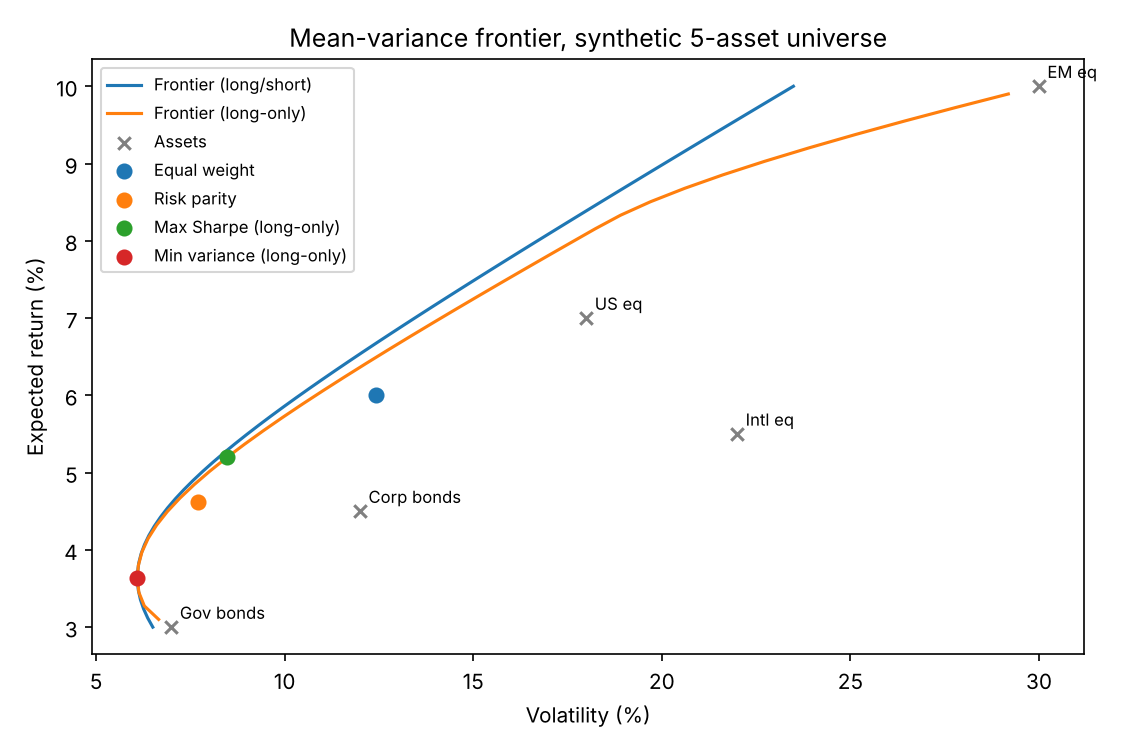 Mean-variance frontier, synthetic 5-asset universe
Frontier (long/short)
Frontier (long-only)
Assets
Equal weight
Risk parity
Max Sharpe (long-only)
Min variance (long-only)
EM eq
US eq
Intl eq
Corp bonds
Gov bonds
Expected return (%)
10
9
8
7
6
5
4
3
5
10
15
20
25
30
Volatility (%)